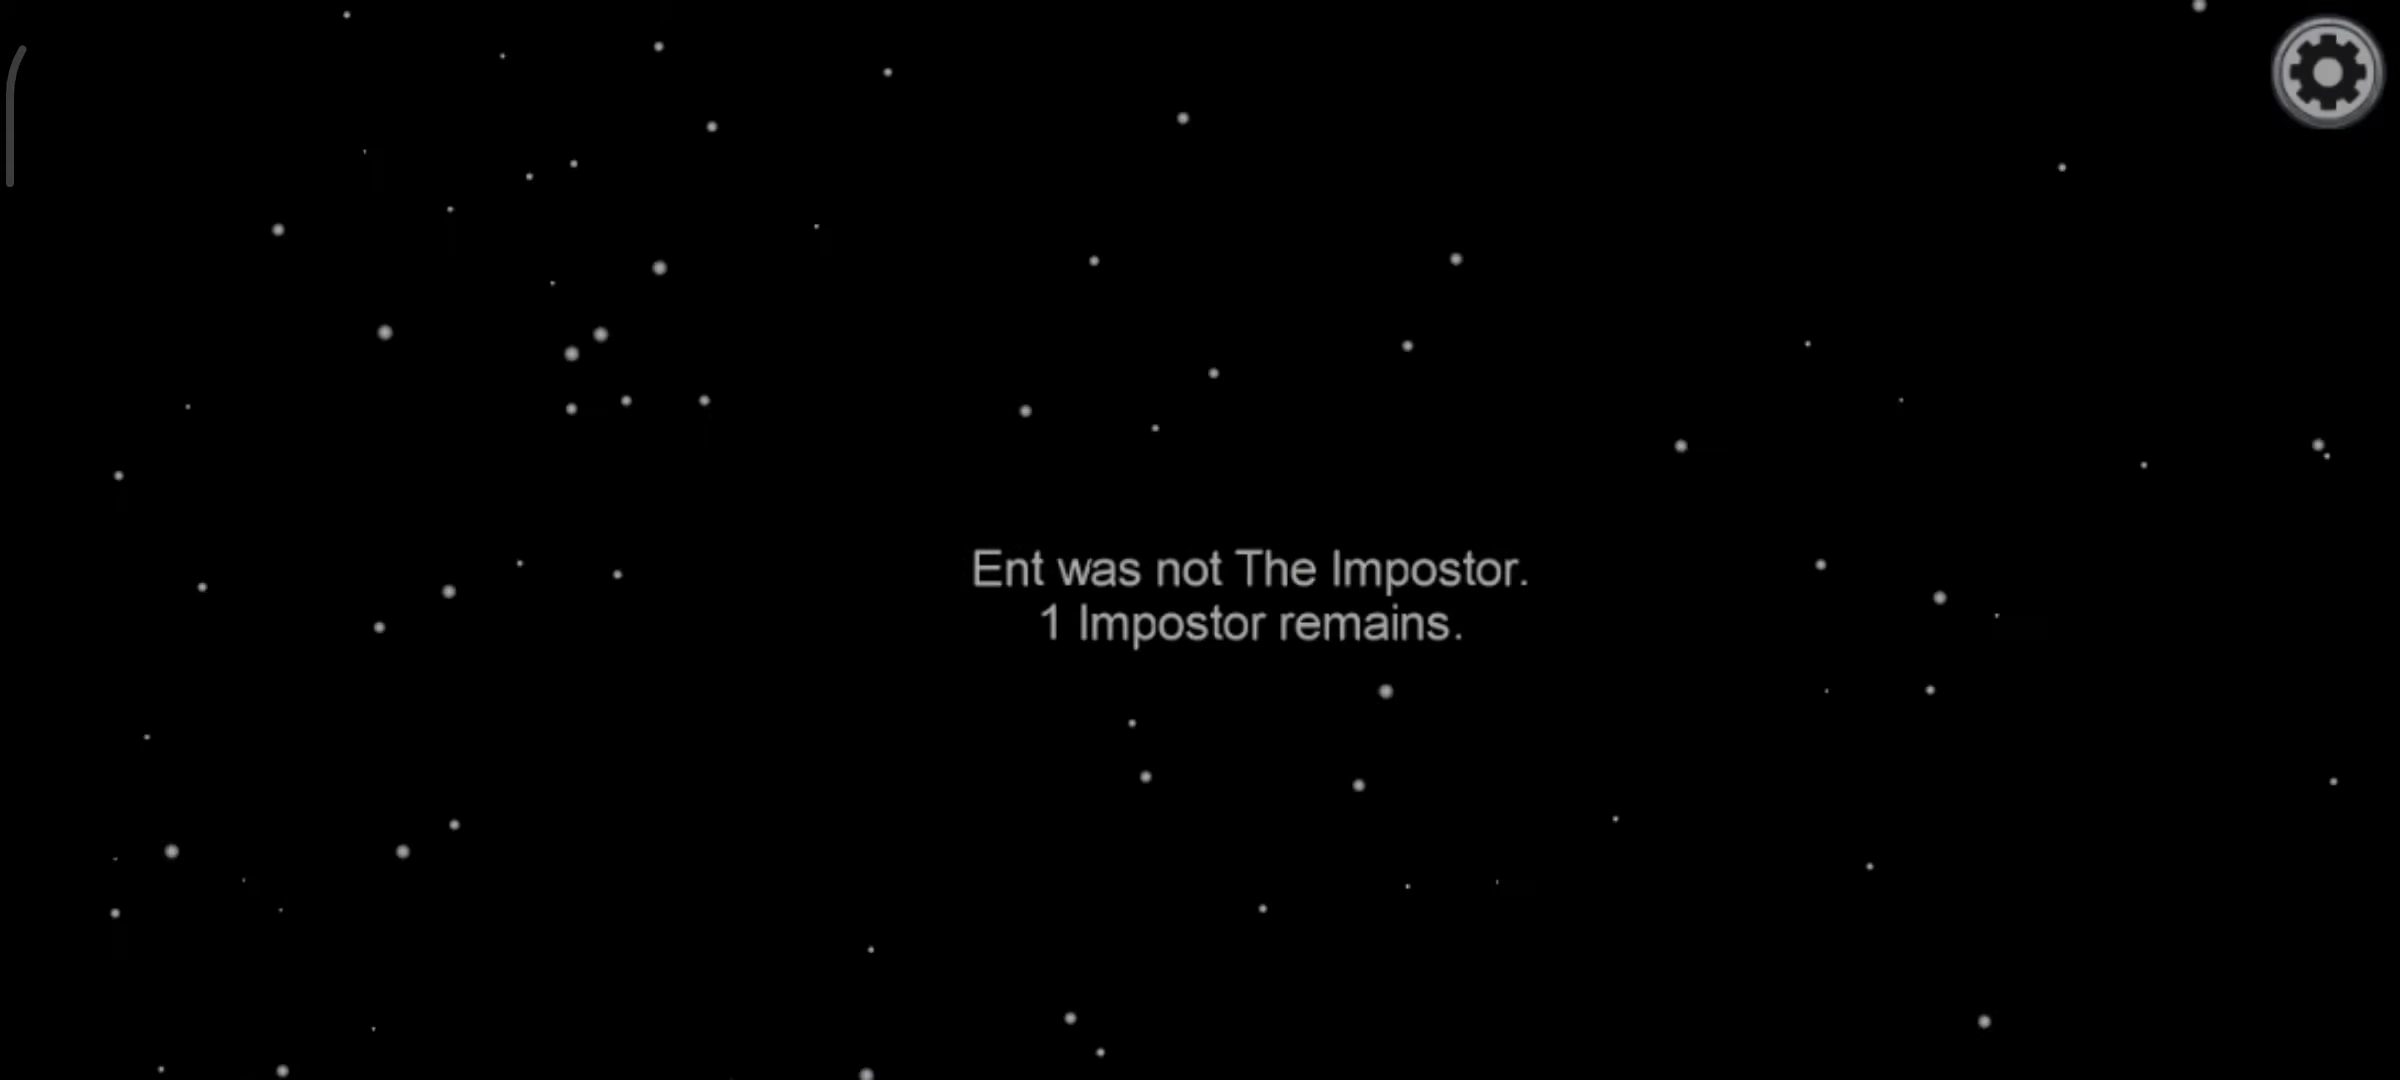 Ent was not The Impostor.
1 Impostor remains.